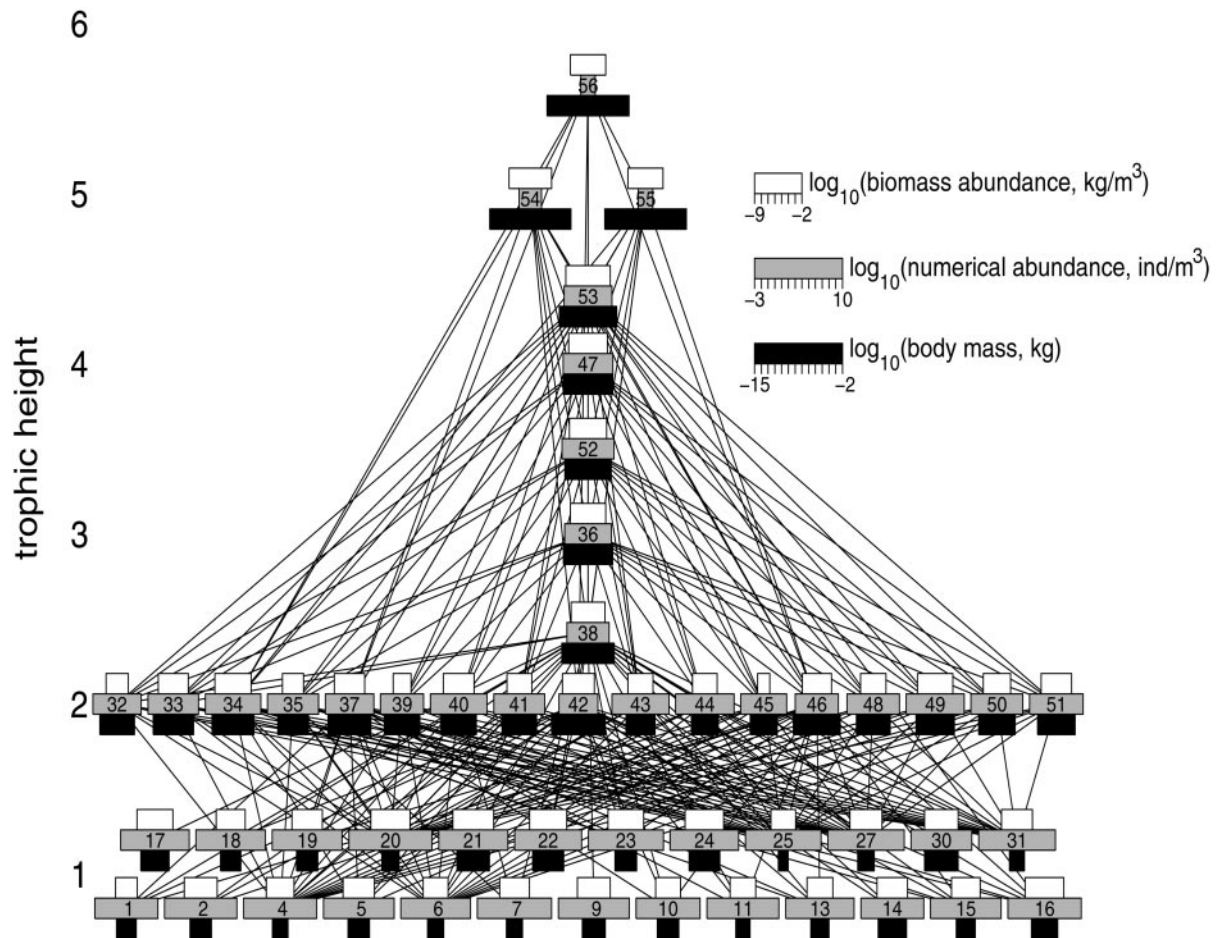 6
56
5
54 55
log10(biomass abundance, kg/m3)
-9 -2
53
log10(numerical abundance, ind/m3)
-3 10
4
47
log10(body mass, kg)
-15 -2
52
trophic height
3
36
38
2
32 33 34 35 37 39 40 41 42 43 44 45 46 48 49 50 51
17 18 19 20 21 22 23 24 25 27 30 31
1
1 2 4 5 6 7 9 10 11 13 14 15 16